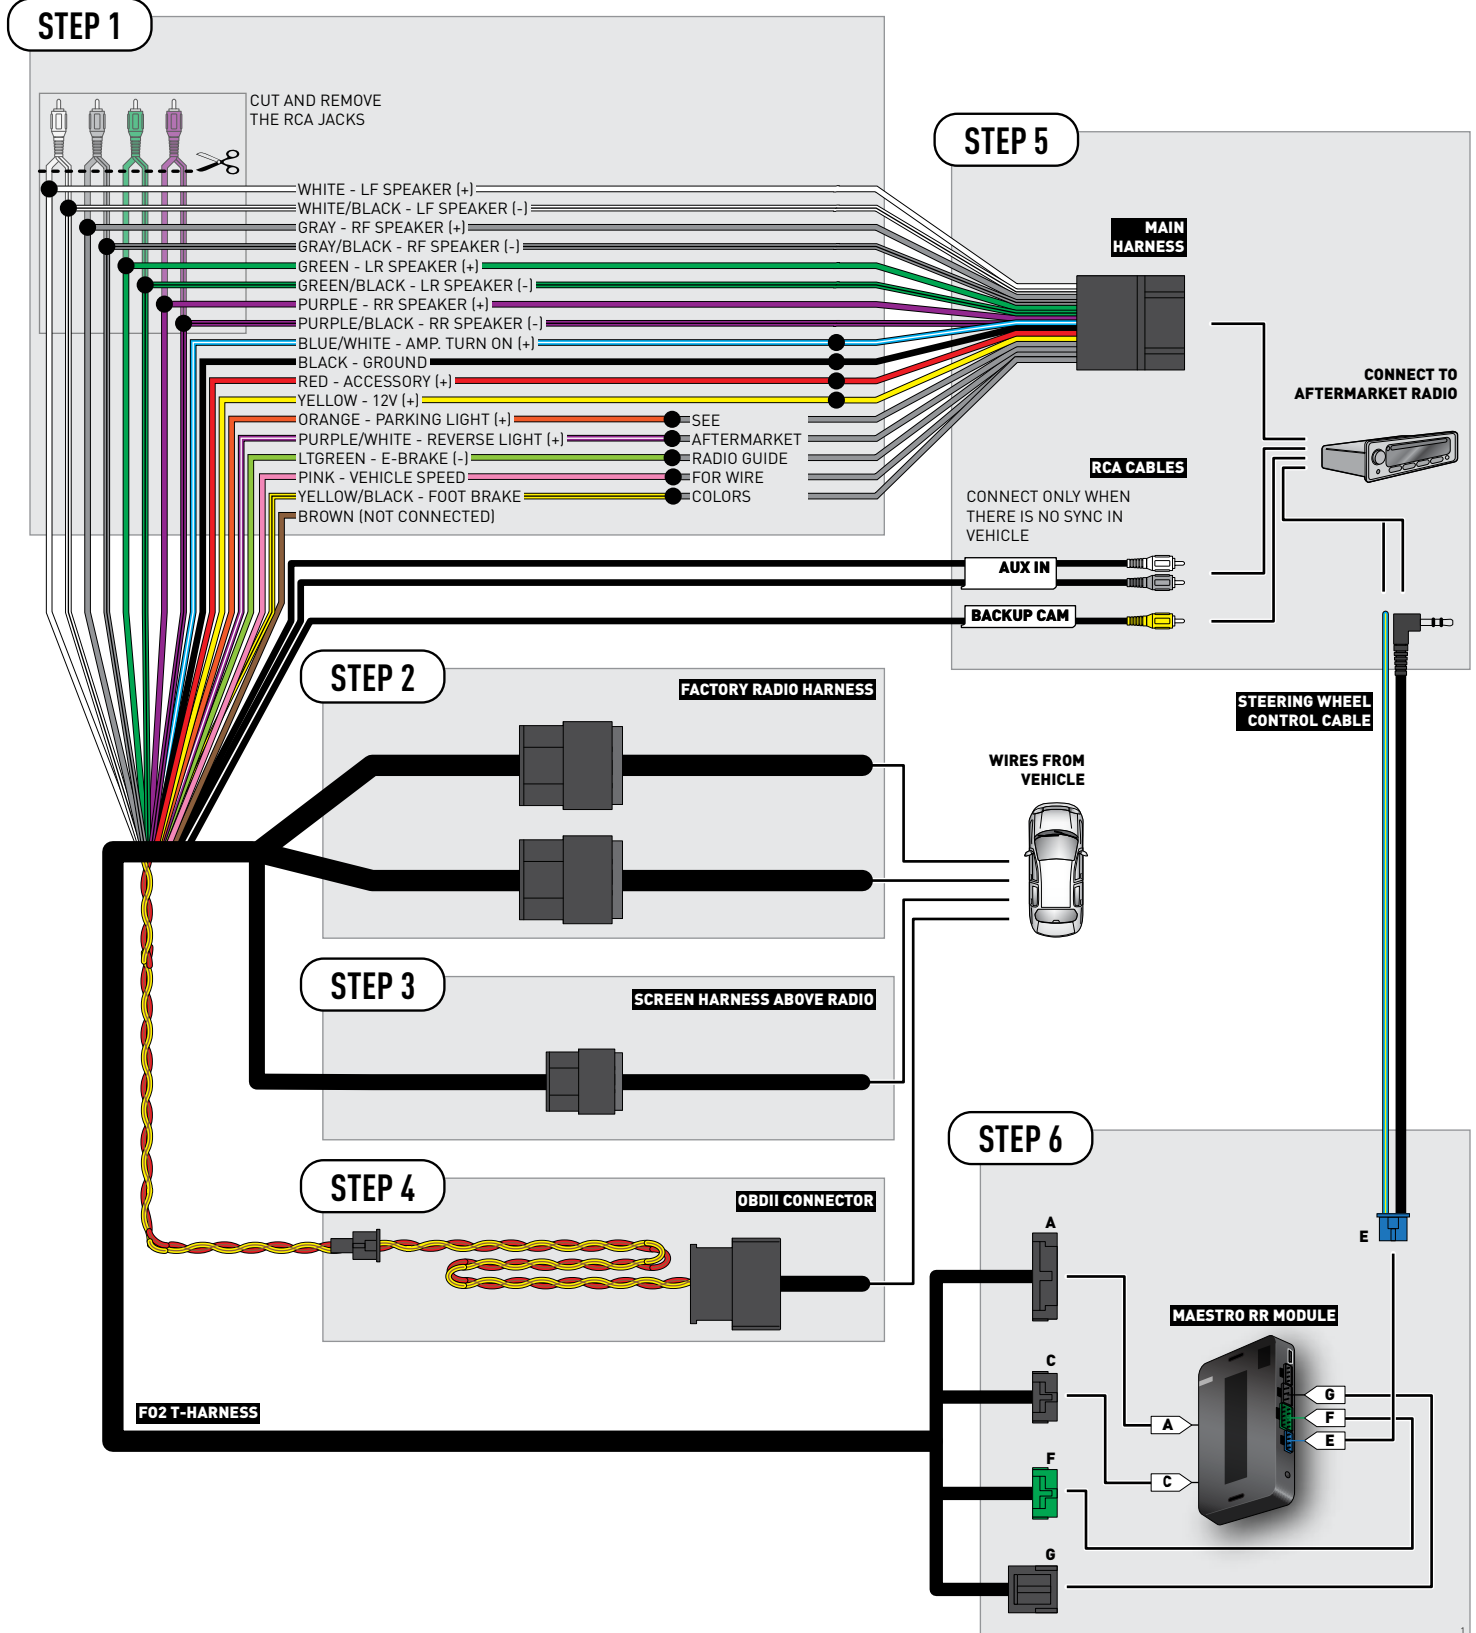 STEP 1
CUT AND REMOVE
THE RCA JACKS
WHITE - LF SPEAKER (+)
WHITE/BLACK - LF SPEAKER (-)
GRAY - RF SPEAKER (+)
GRAY/BLACK - RF SPEAKER (-)
GREEN - LR SPEAKER (+)
GREEN/BLACK - LR SPEAKER (-)
PURPLE - RR SPEAKER (+)
PURPLE/BLACK - RR SPEAKER (-)
BLUE/WHITE - AMP. TURN ON (+)
BLACK - GROUND
RED - ACCESSORY (+)
YELLOW - 12V (+)
ORANGE - PARKING LIGHT (+)
PURPLE/WHITE - REVERSE LIGHT (+)
LTGREEN - E-BRAKE (-)
PINK - VEHICLE SPEED
YELLOW/BLACK - FOOT BRAKE
BROWN (NOT CONNECTED)
SEE
AFTERMARKET
RADIO GUIDE
FOR WIRE
COLORS
STEP 5
MAIN
HARNESS
CONNECT TO
AFTERMARKET RADIO
RCA CABLES
CONNECT ONLY WHEN
THERE IS NO SYNC IN
VEHICLE
AUX IN
BACKUP CAM
STEERING WHEEL
CONTROL CABLE
STEP 2
FACTORY RADIO HARNESS
WIRES FROM
VEHICLE
STEP 3
SCREEN HARNESS ABOVE RADIO
STEP 4
OBDII CONNECTOR
F02 T-HARNESS
STEP 6
E
A
MAESTRO RR MODULE
C
G
F
E
A
C
F
G
1